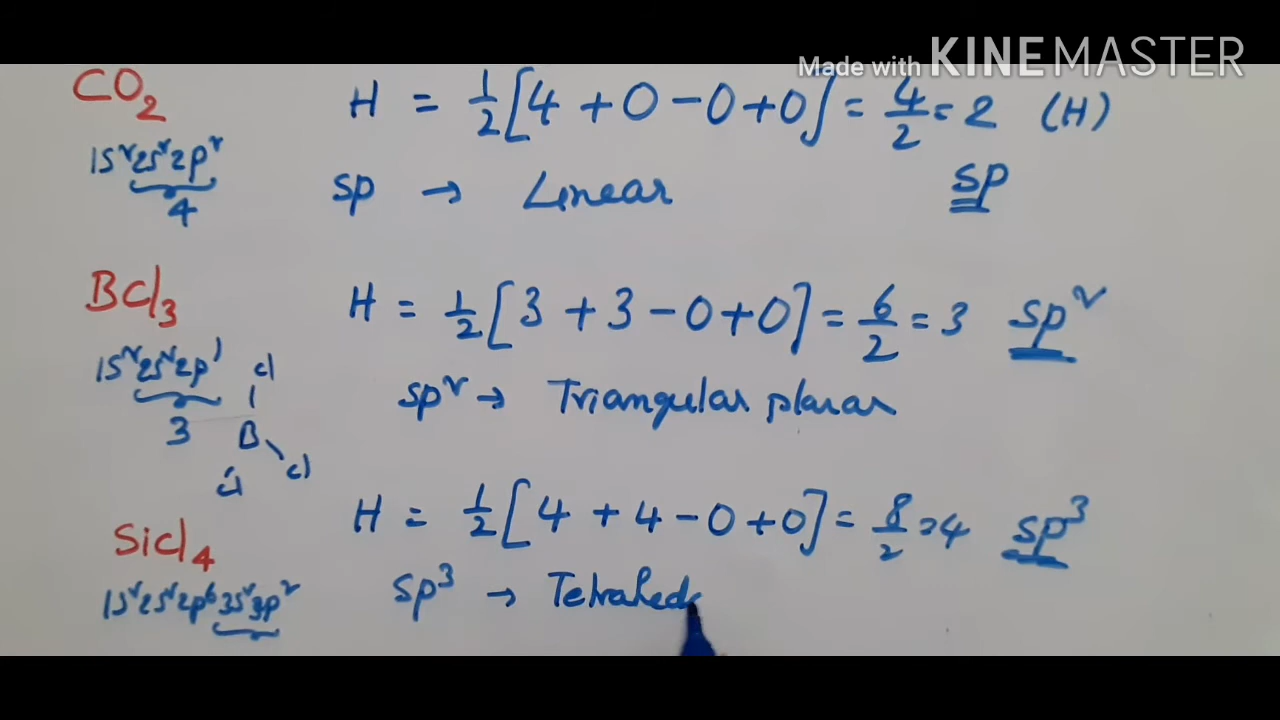 Made with KINEMASTER
CO₂ H = 1/2 [4 + 0 - 0 + 0] = 4/2 = 2 (H)
1s²2s²2p²
4
sp → Linear sp
BCl₃ H = 1/2 [3 + 3 - 0 + 0] = 6/2 = 3 sp²
1s²2s²2p¹ Cl
3 B
Cl Cl
sp² → Triangular planar
SiCl₄ H = 1/2 [4 + 4 - 0 + 0] = 8/2 = 4 sp³
1s²2s²2p⁶3s²3p²
sp³ → Tetrahed